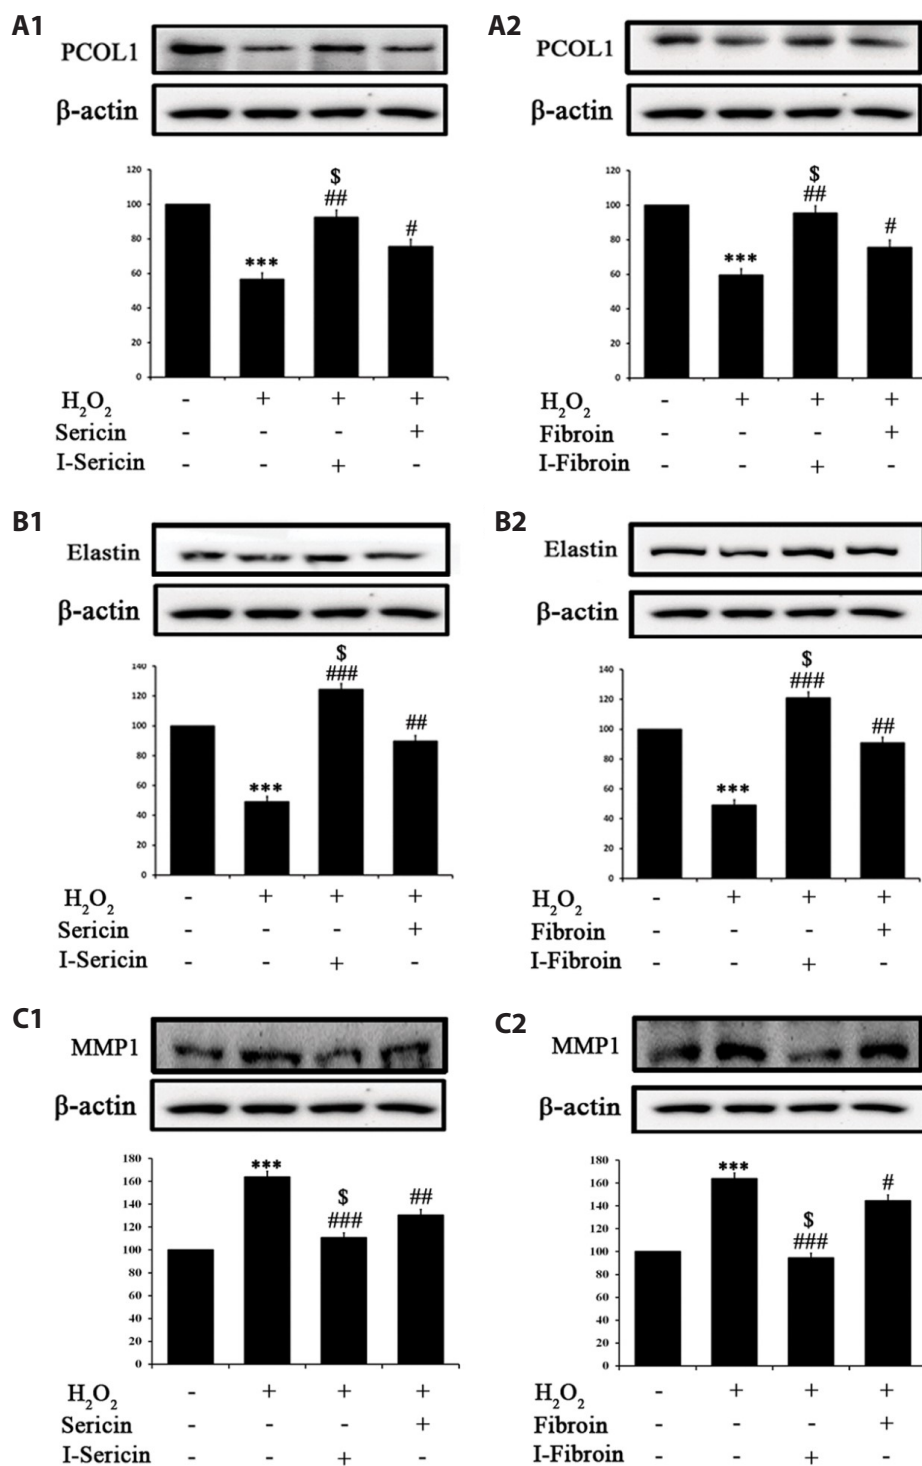 A1
PCOL1
β-actin
120
100
80
60
40
20
0
***
$
##
#
H2O2 - + + +
Sericin - - - +
I-Sericin - - + -
A2
PCOL1
β-actin
120
100
80
60
40
20
0
***
$
##
#
H2O2 - + + +
Fibroin - - - +
I-Fibroin - - + -
B1
Elastin
β-actin
140
120
100
80
60
40
20
0
***
$
###
##
H2O2 - + + +
Sericin - - - +
I-Sericin - - + -
B2
Elastin
β-actin
140
120
100
80
60
40
20
0
***
$
###
##
H2O2 - + + +
Fibroin - - - +
I-Fibroin - - + -
C1
MMP1
β-actin
180
160
140
120
100
80
60
40
20
0
***
$
###
##
H2O2 - + + +
Sericin - - - +
I-Sericin - - + -
C2
MMP1
β-actin
180
160
140
120
100
80
60
40
20
0
***
$
###
#
H2O2 - + + +
Fibroin - - - +
I-Fibroin - - + -